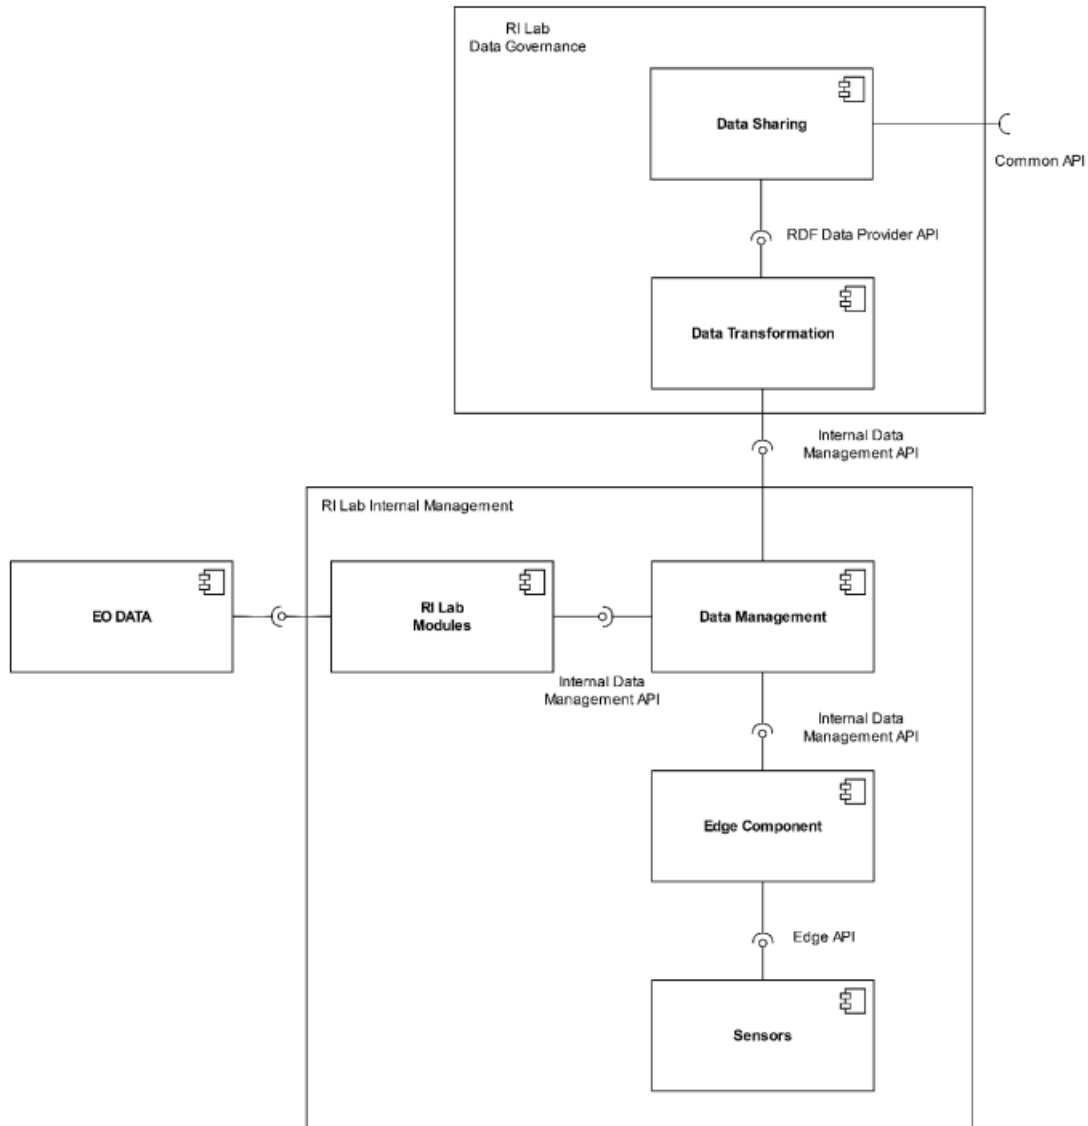 RI Lab
Data Governance
Data Sharing
Common API
RDF Data Provider API
Data Transformation
Internal Data
Management API
RI Lab Internal Management
EO DATA
RI Lab
Modules
Data Management
Internal Data
Management API
Internal Data
Management API
Edge Component
Edge API
Sensors